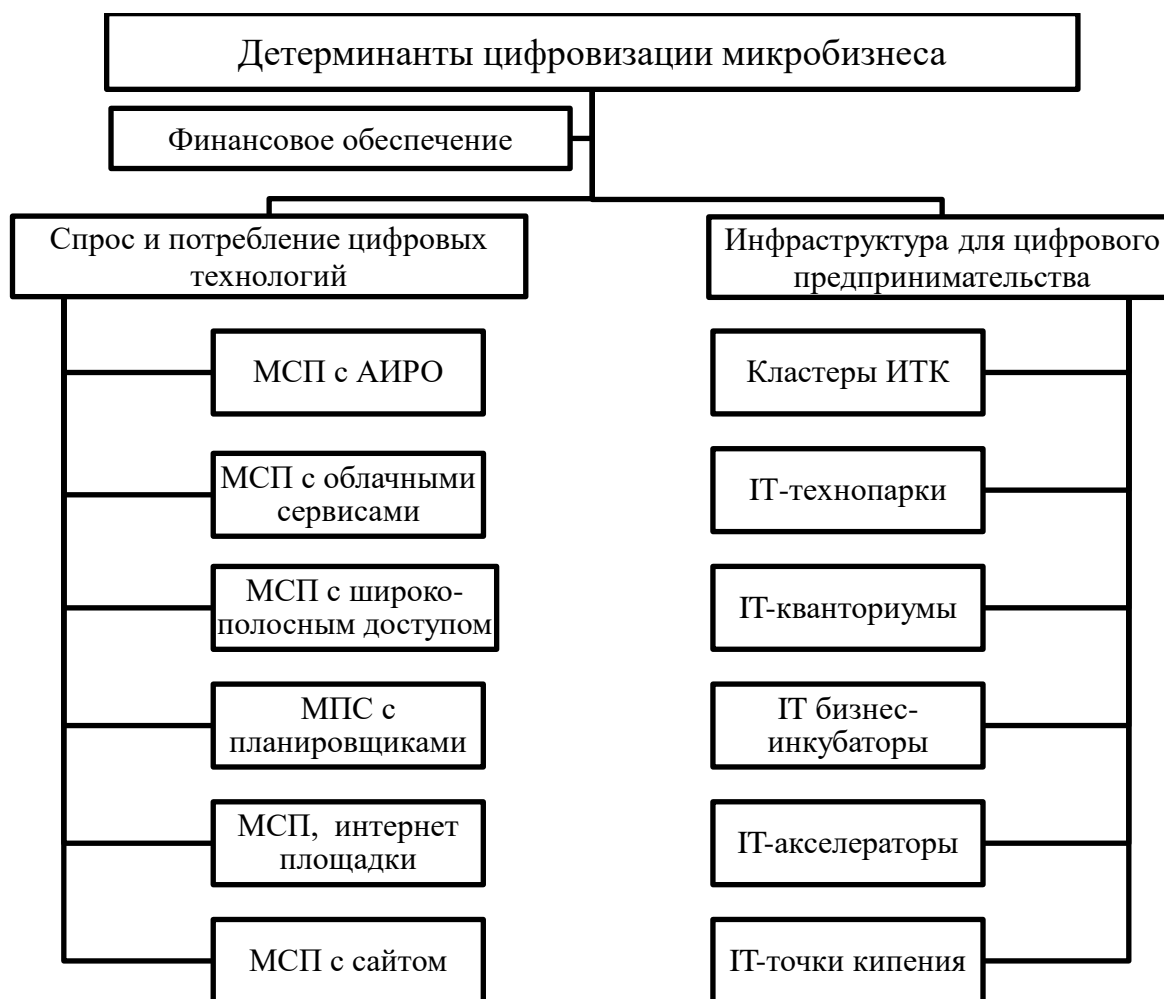 Детерминанты цифровизации микробизнеса
Финансовое обеспечение
Спрос и потребление цифровых
технологий
МСП с АИРО
МСП с облачными
сервисами
МСП с широко-
полосным доступом
МПС с
планировщиками
МСП, интернет
площадки
МСП с сайтом
Инфраструктура для цифрового
предпринимательства
Кластеры ИТК
IT-технопарки
IT-кванториумы
IT бизнес-
инкубаторы
IT-акселераторы
IT-точки кипения